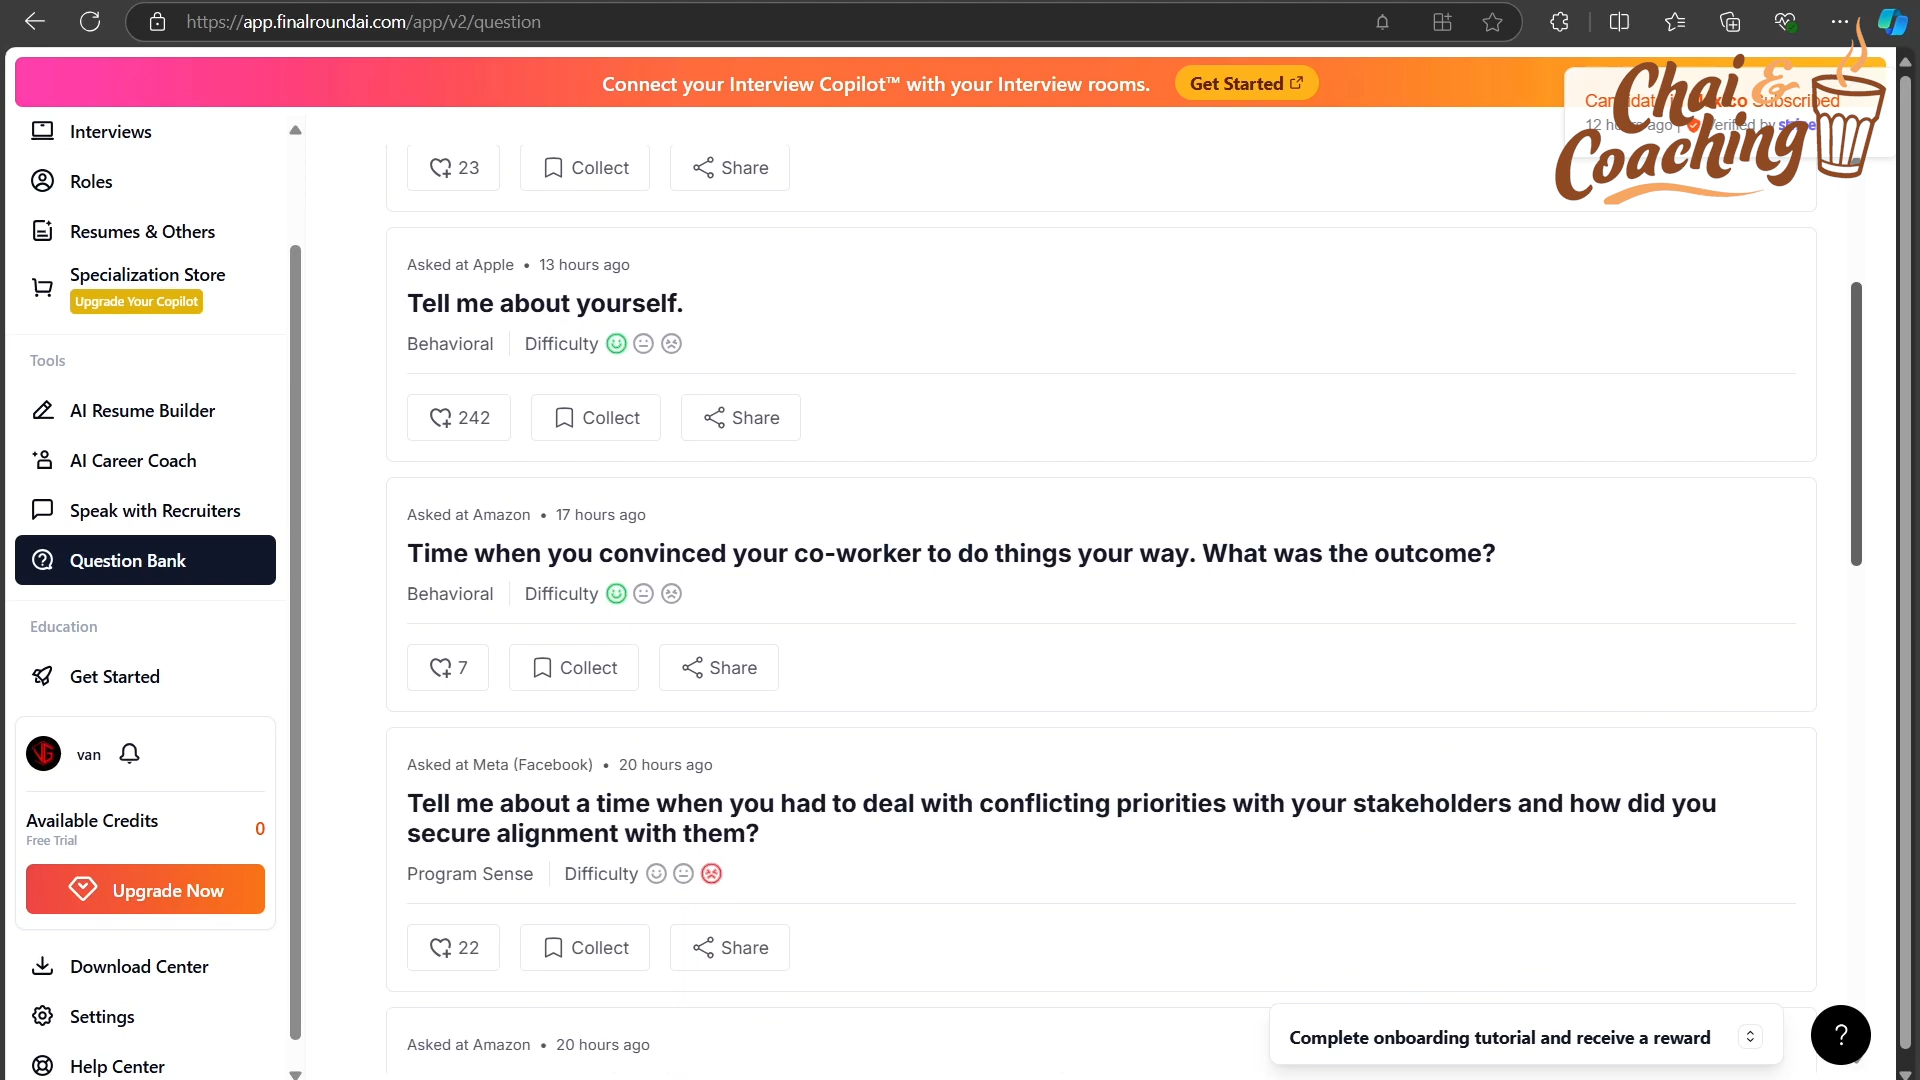 https://app.finalroundai.com/app/v2/question
Connect your Interview Copilot™ with your Interview rooms.
Get Started
Chai &
Coaching
Subscribed
12 hours ago
Verified by stripe
Interviews
Roles
Resumes & Others
Specialization Store
Upgrade Your Copilot
Tools
AI Resume Builder
AI Career Coach
Speak with Recruiters
Question Bank
Education
Get Started
van
Available Credits
0
Free Trial
Upgrade Now
Download Center
Settings
Help Center
23
Collect
Share
Asked at Apple • 13 hours ago
Tell me about yourself.
Behavioral
Difficulty
242
Collect
Share
Asked at Amazon • 17 hours ago
Time when you convinced your co-worker to do things your way. What was the outcome?
Behavioral
Difficulty
7
Collect
Share
Asked at Meta (Facebook) • 20 hours ago
Tell me about a time when you had to deal with conflicting priorities with your stakeholders and how did you
secure alignment with them?
Program Sense
Difficulty
22
Collect
Share
Asked at Amazon • 20 hours ago
Complete onboarding tutorial and receive a reward
?